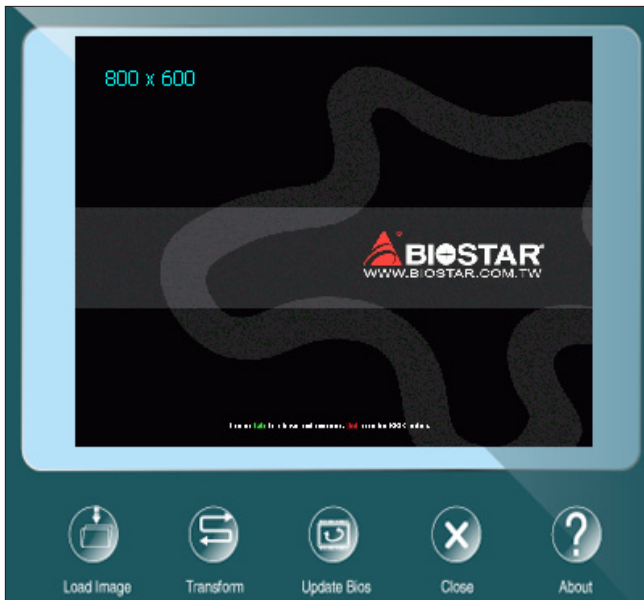 800 x 600
BIOSTAR
WWW.BIOSTAR.COM.TW
Load Image
Transform
Update Bios
Close
About